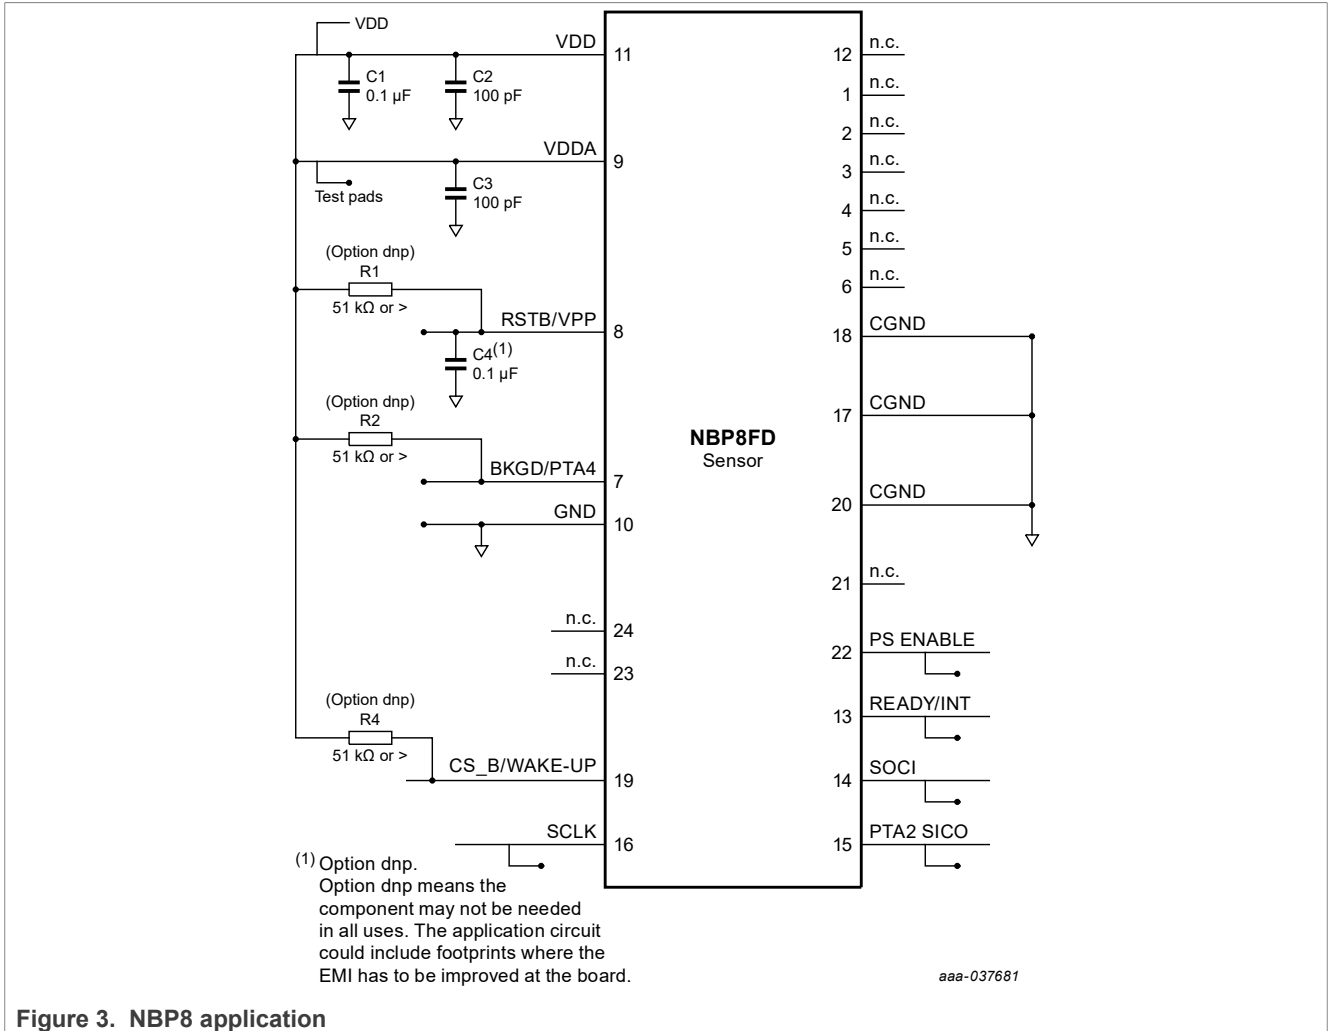 VDD
VDD
11
C1
0.1 µF
C2
100 pF
VDDA
9
Test pads
C3
100 pF
(Option dnp)
R1
51 kΩ or >
RSTB/VPP
8
C4(1)
0.1 µF
(Option dnp)
R2
51 kΩ or >
BKGD/PTA4
7
GND
10
n.c.
24
n.c.
23
(Option dnp)
R4
51 kΩ or >
CS_B/WAKE-UP
19
SCLK
16
NBP8FD
Sensor
12
n.c.
1
n.c.
2
n.c.
3
n.c.
4
n.c.
5
n.c.
6
n.c.
18
CGND
17
CGND
20
CGND
21
n.c.
22
PS ENABLE
13
READY/INT
14
SOCI
15
PTA2 SICO
(1) Option dnp.
Option dnp means the
component may not be needed
in all uses. The application circuit
could include footprints where the
EMI has to be improved at the board.
aaa-037681
Figure 3. NBP8 application